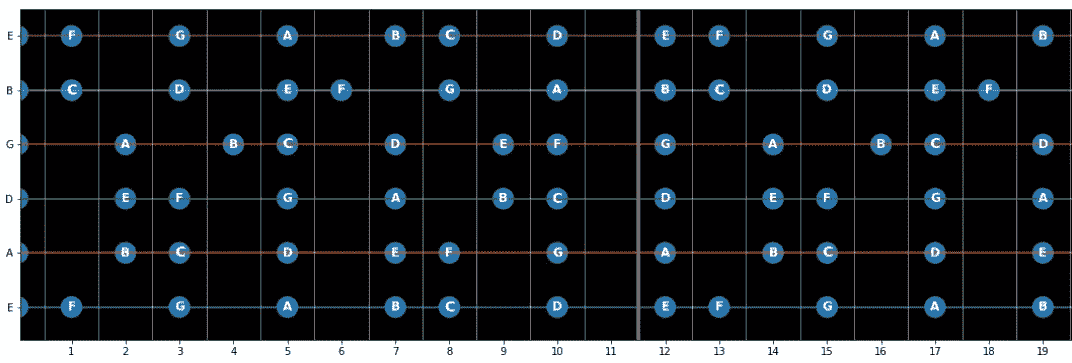 E F G A B C D E F G A B
B C D E F G A B C D E F
G A B C D E F G A B C D
D E F G A B C D E F G A
A B C D E F G A B C D E
E F G A B C D E F G A B
1 2 3 4 5 6 7 8 9 10 11 12 13 14 15 16 17 18 19